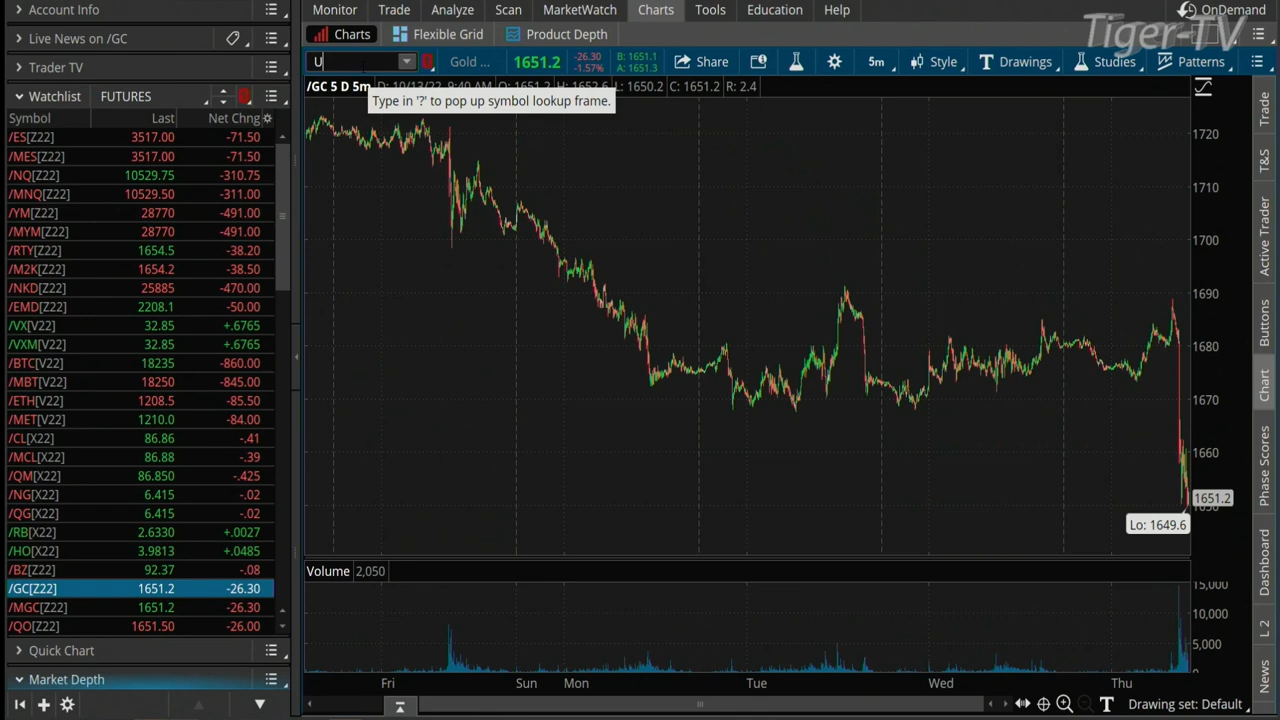 Account Info
Monitor Trade Analyze Scan MarketWatch Charts Tools Education Help OnDemand
Tiger-TV
Live News on /GC
Charts Flexible Grid Product Depth
Trader TV
U Gold ... 1651.2 -26.30 -1.57% B: 1651.1 A: 1651.3 Share 5m Style Drawings Studies Patterns
/GC 5 D 5m D: 10/13/22, 9:40 AM O: 1651.2 H: 1652.6 L: 1650.2 C: 1651.2 R: 2.4
Type in '?' to pop up symbol lookup frame.
Watchlist
Symbol Last Net Chng
/ES[Z22] 3517.00 -71.50
/MES[Z22] 3517.00 -71.50
/NQ[Z22] 10529.75 -310.75
/MNQ[Z22] 10529.50 -311.00
/YM[Z22] 28770 -491.00
/MYM[Z22] 28770 -491.00
/RTY[Z22] 1654.5 -38.20
/M2K[Z22] 1654.2 -38.50
/NKD[Z22] 25885 -470.00
/EMD[Z22] 2208.1 -50.00
/VX[V22] 32.85 +.6765
/VXM[V22] 32.85 +.6765
/BTC[V22] 18235 -860.00
/MBT[V22] 18250 -845.00
/ETH[V22] 1208.5 -85.50
/MET[V22] 1210.0 -84.00
/CL[X22] 86.86 -.41
/MCL[X22] 86.88 -.39
/QM[X22] 86.850 -.425
/NG[X22] 6.415 -.02
/QG[X22] 6.415 -.02
/RB[X22] 2.6330 +.0027
/HO[X22] 3.9813 +.0485
/BZ[Z22] 92.37 -.08
/GC[Z22] 1651.2 -26.30
/MGC[Z22] 1651.2 -26.30
/QO[Z22] 1651.50 -26.00
Quick Chart
Market Depth
1720
1710
1700
1690
1680
1670
1660
1651.2
1650
Lo: 1649.6
Volume 2,050
15,000
10,000
5,000
Fri Sun Mon Tue Wed Thu
Drawing set: Default
Trade
T&S
Active Trader
Buttons
Chart
Phase Scores
Dashboard
L 2
News